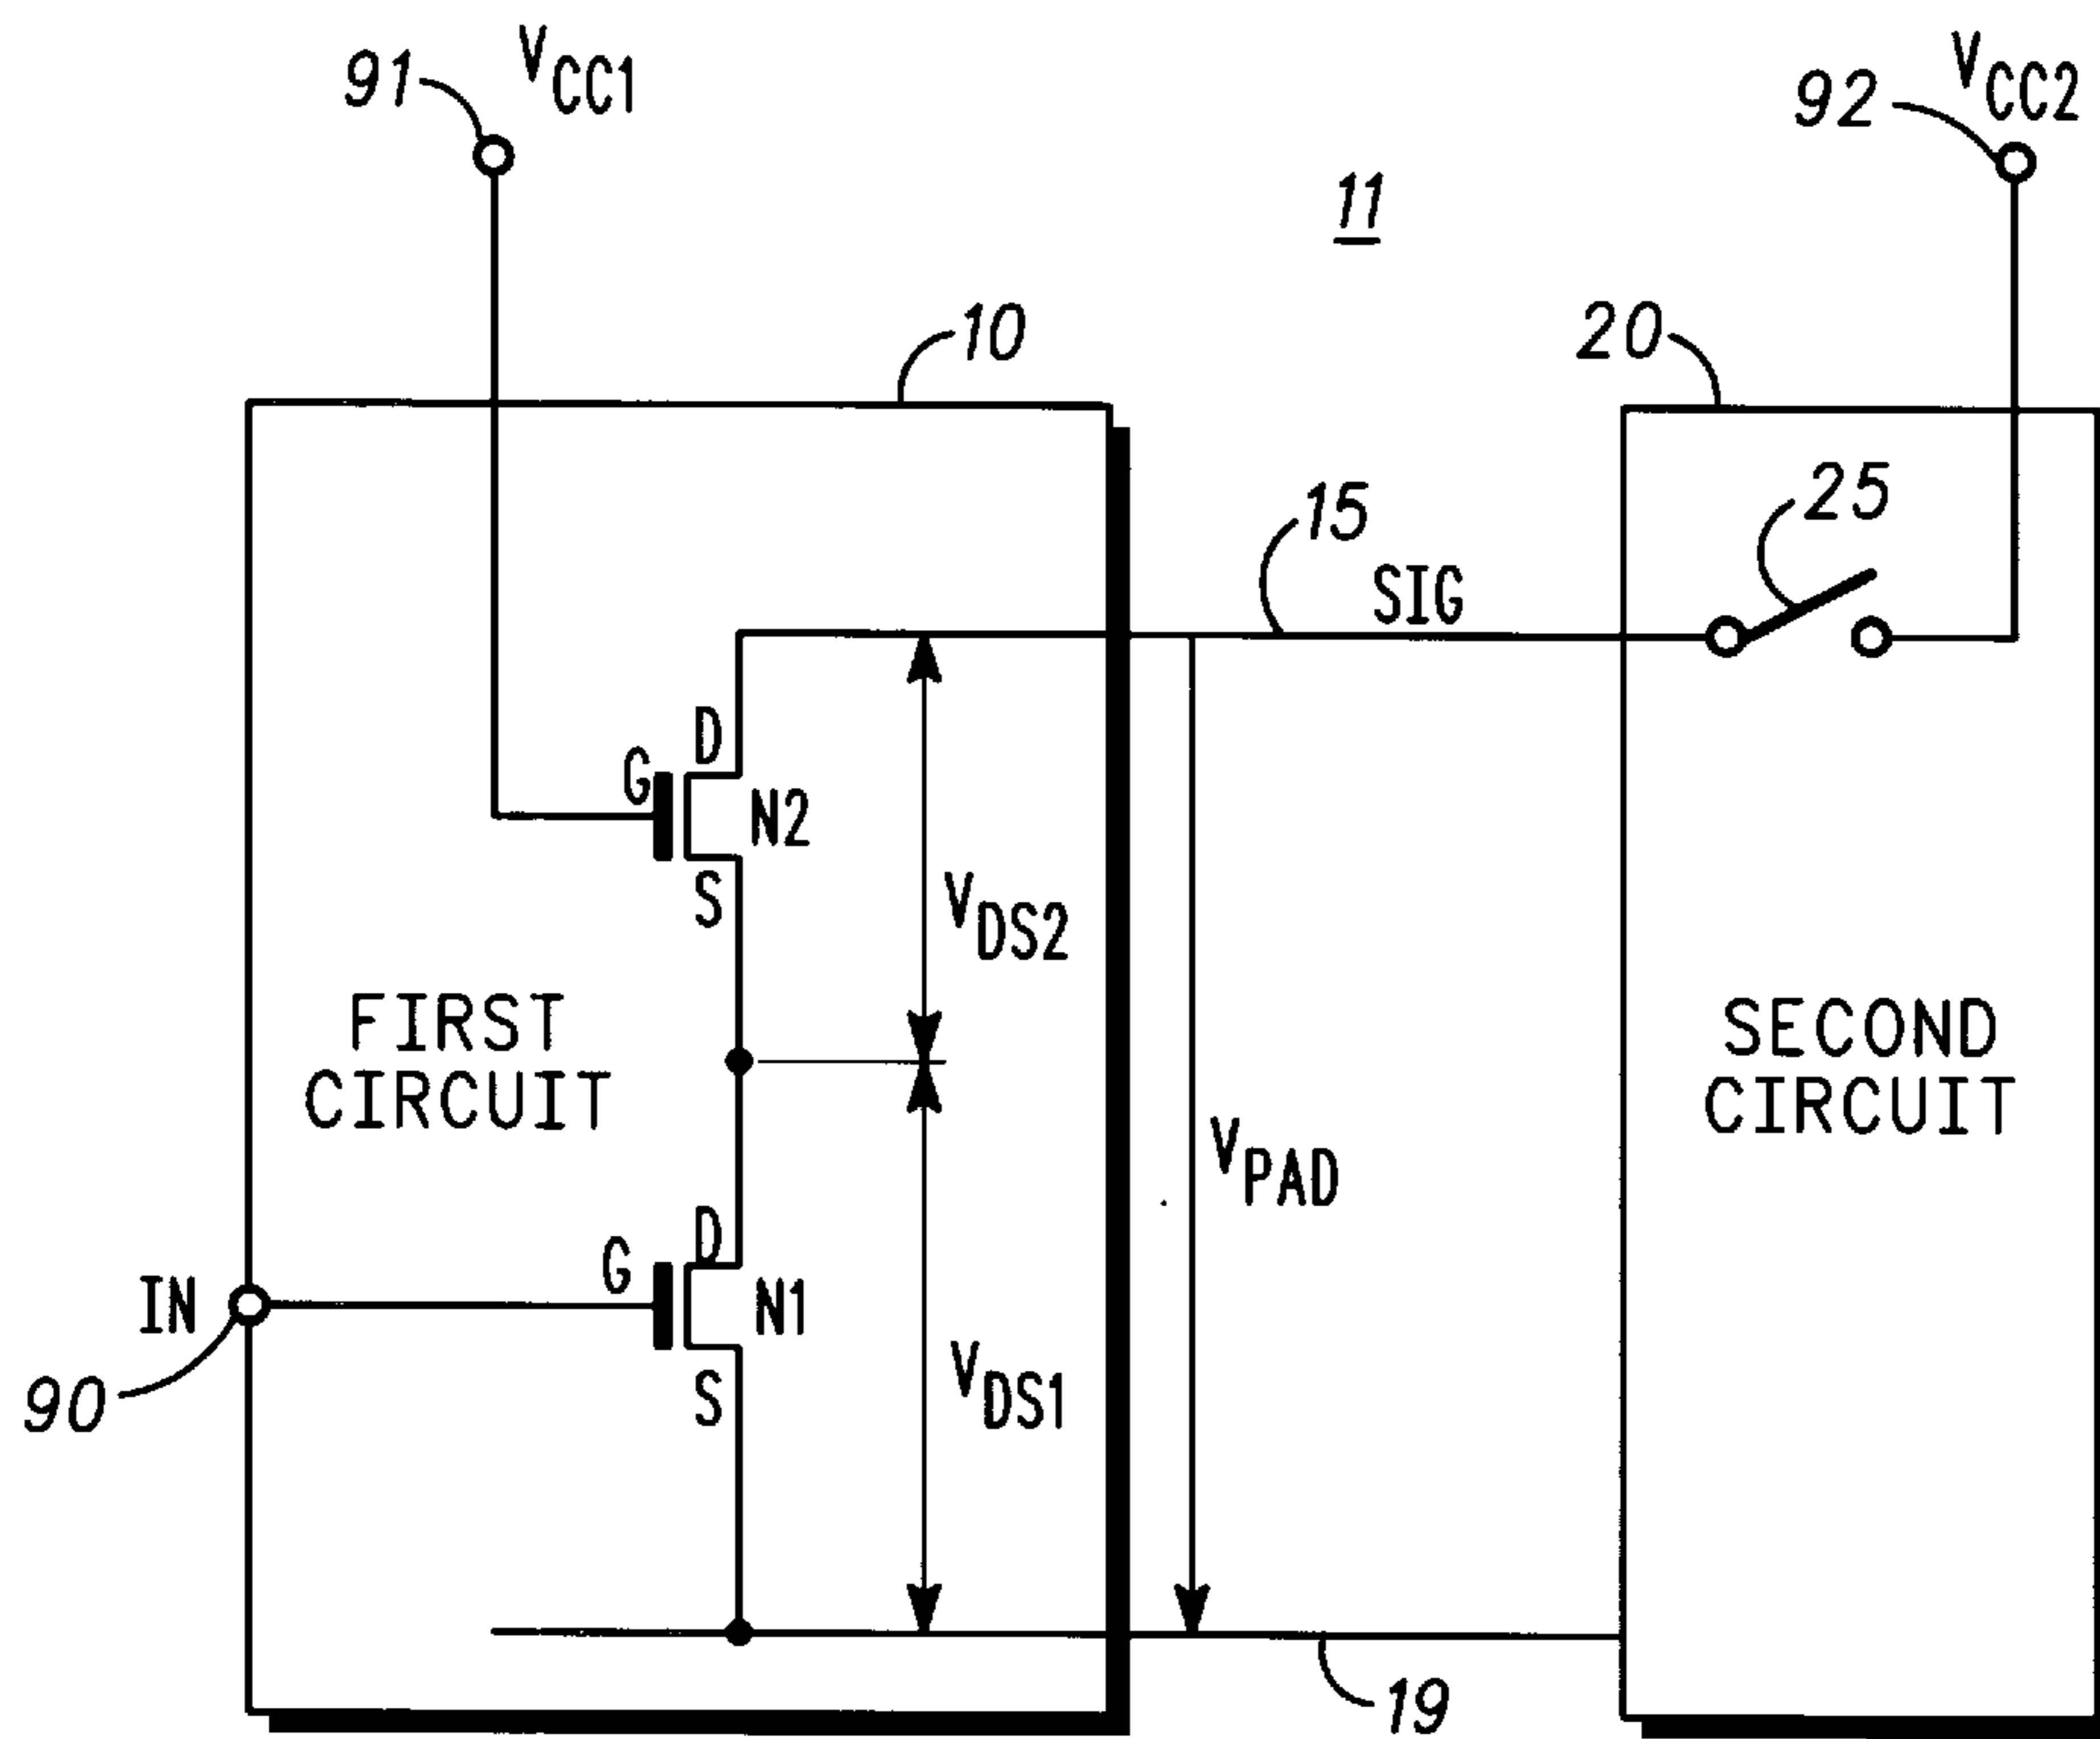 91
VCC1
92
VCC2
11
10
20
25
15
SIG
D
G
N2
S
VDS2
FIRST
CIRCUIT
SECOND
CIRCUIT
VPAD
D
G
IN
N1
90
S
VDS1
19